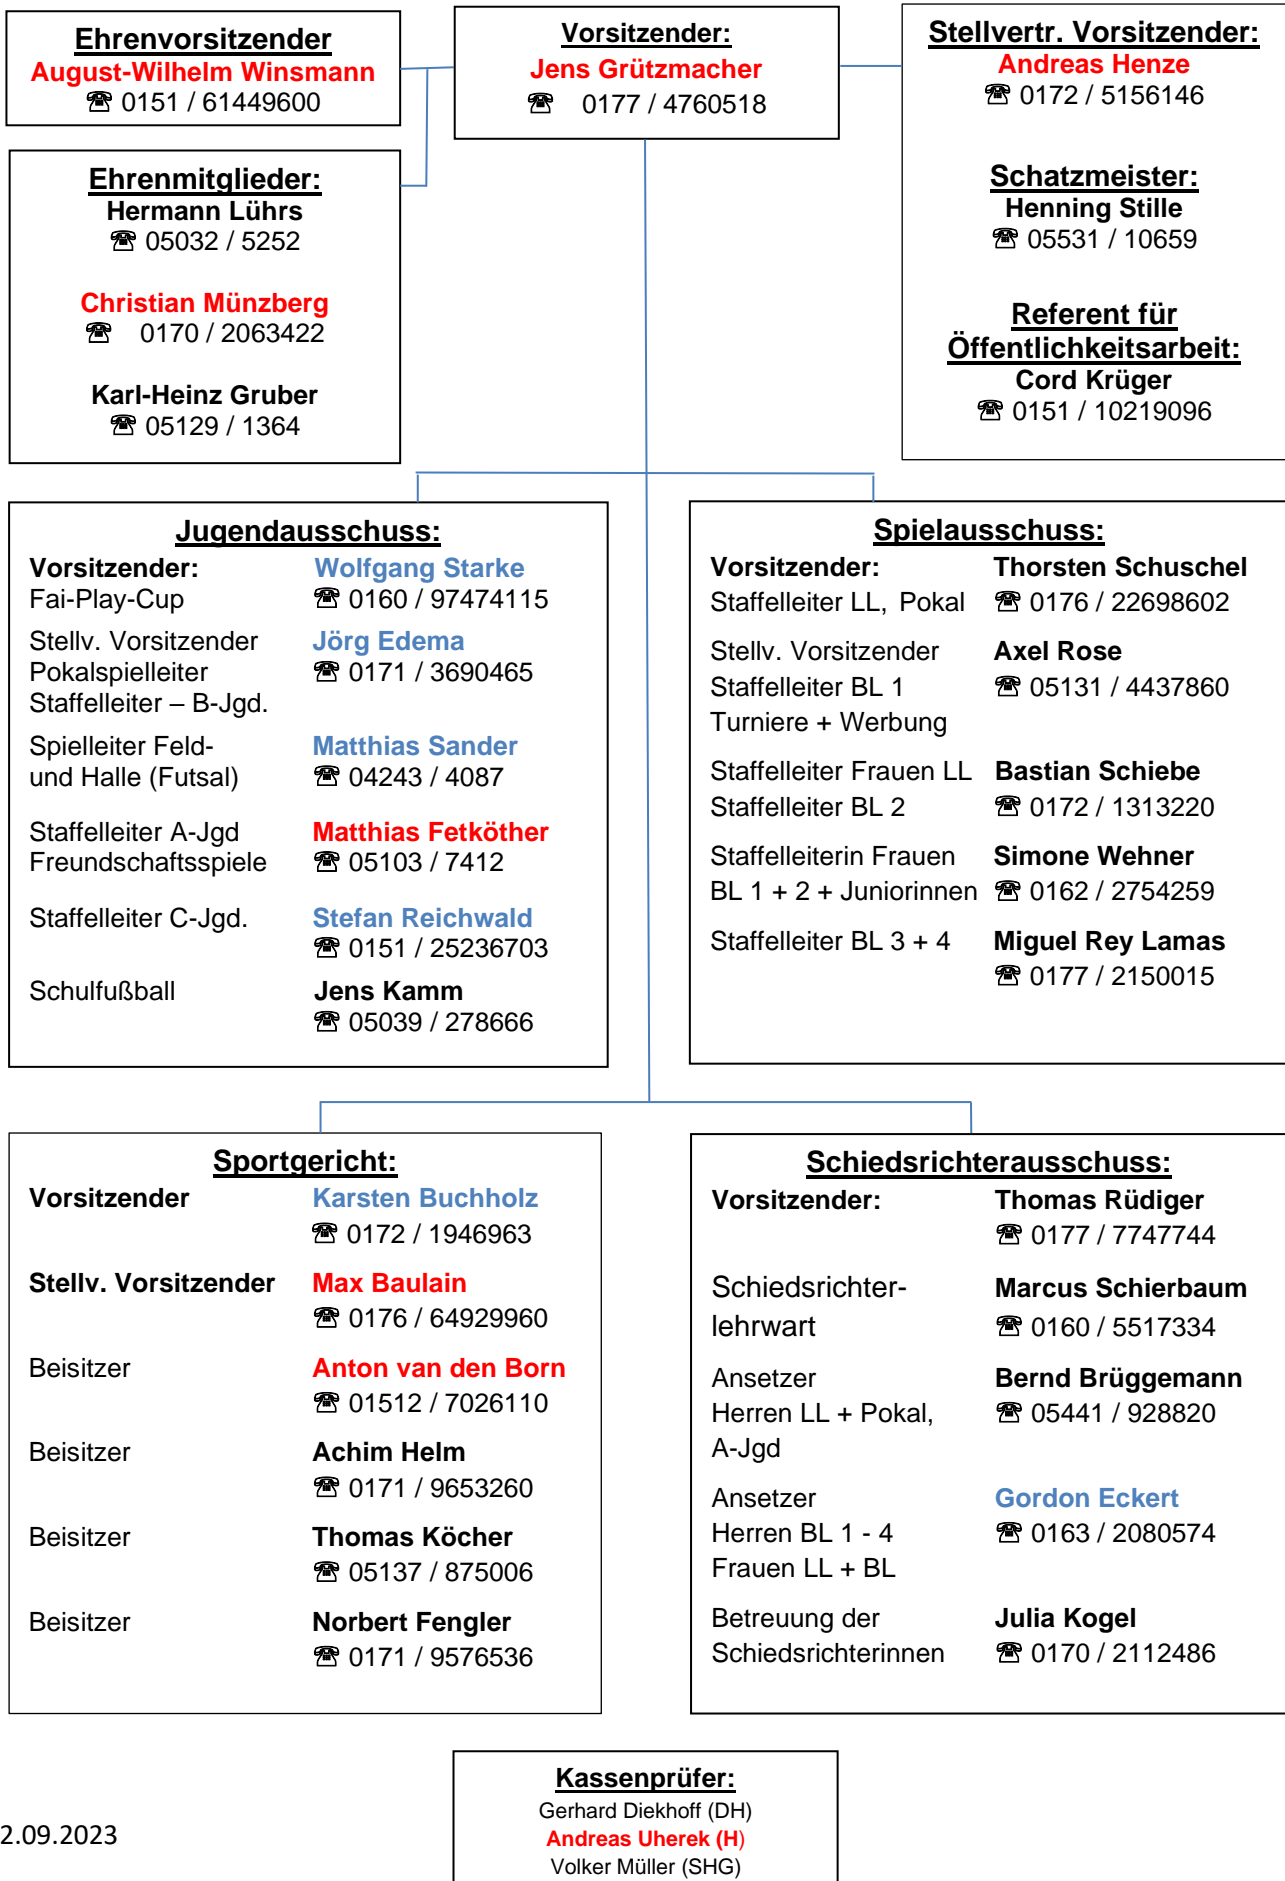 Ehrenvorsitzender
August-Wilhelm Winsmann
☎ 0151 / 61449600
Vorsitzender:
Jens Grützmacher
☎ 0177 / 4760518
Stellvertr. Vorsitzender:
Andreas Henze
☎ 0172 / 5156146
Schatzmeister:
Henning Stille
☎ 05531 / 10659
Referent für
Öffentlichkeitsarbeit:
Cord Krüger
☎ 0151 / 10219096
Ehrenmitglieder:
Hermann Lührs
☎ 05032 / 5252
Christian Münzberg
☎ 0170 / 2063422
Karl-Heinz Gruber
☎ 05129 / 1364
Jugendausschuss:
Vorsitzender: Wolfgang Starke
Fai-Play-Cup ☎ 0160 / 97474115
Stellv. Vorsitzender Jörg Edema
Pokalspielleiter ☎ 0171 / 3690465
Staffelleiter – B-Jgd.
Spielleiter Feld- Matthias Sander
und Halle (Futsal) ☎ 04243 / 4087
Staffelleiter A-Jgd Matthias Fetköther
Freundschaftsspiele ☎ 05103 / 7412
Staffelleiter C-Jgd. Stefan Reichwald
☎ 0151 / 25236703
Schulfußball Jens Kamm
☎ 05039 / 278666
Spielausschuss:
Vorsitzender: Thorsten Schuschel
Staffelleiter LL, Pokal ☎ 0176 / 22698602
Stellv. Vorsitzender Axel Rose
Staffelleiter BL 1 ☎ 05131 / 4437860
Turniere + Werbung
Staffelleiter Frauen LL Bastian Schiebe
Staffelleiter BL 2 ☎ 0172 / 1313220
Staffelleiterin Frauen Simone Wehner
BL 1 + 2 + Juniorinnen ☎ 0162 / 2754259
Staffelleiter BL 3 + 4 Miguel Rey Lamas
☎ 0177 / 2150015
Sportgericht:
Vorsitzender Karsten Buchholz
☎ 0172 / 1946963
Stellv. Vorsitzender Max Baulain
☎ 0176 / 64929960
Beisitzer Anton van den Born
☎ 01512 / 7026110
Beisitzer Achim Helm
☎ 0171 / 9653260
Beisitzer Thomas Köcher
☎ 05137 / 875006
Beisitzer Norbert Fengler
☎ 0171 / 9576536
Schiedsrichterausschuss:
Vorsitzender: Thomas Rüdiger
☎ 0177 / 7747744
Schiedsrichter- Marcus Schierbaum
lehrwart ☎ 0160 / 5517334
Ansetzer Bernd Brüggemann
Herren LL + Pokal, ☎ 05441 / 928820
A-Jgd
Ansetzer Gordon Eckert
Herren BL 1 - 4 ☎ 0163 / 2080574
Frauen LL + BL
Betreuung der Julia Kogel
Schiedsrichterinnen ☎ 0170 / 2112486
Kassenprüfer:
Gerhard Diekhoff (DH)
Andreas Uherek (H)
Volker Müller (SHG)
2.09.2023